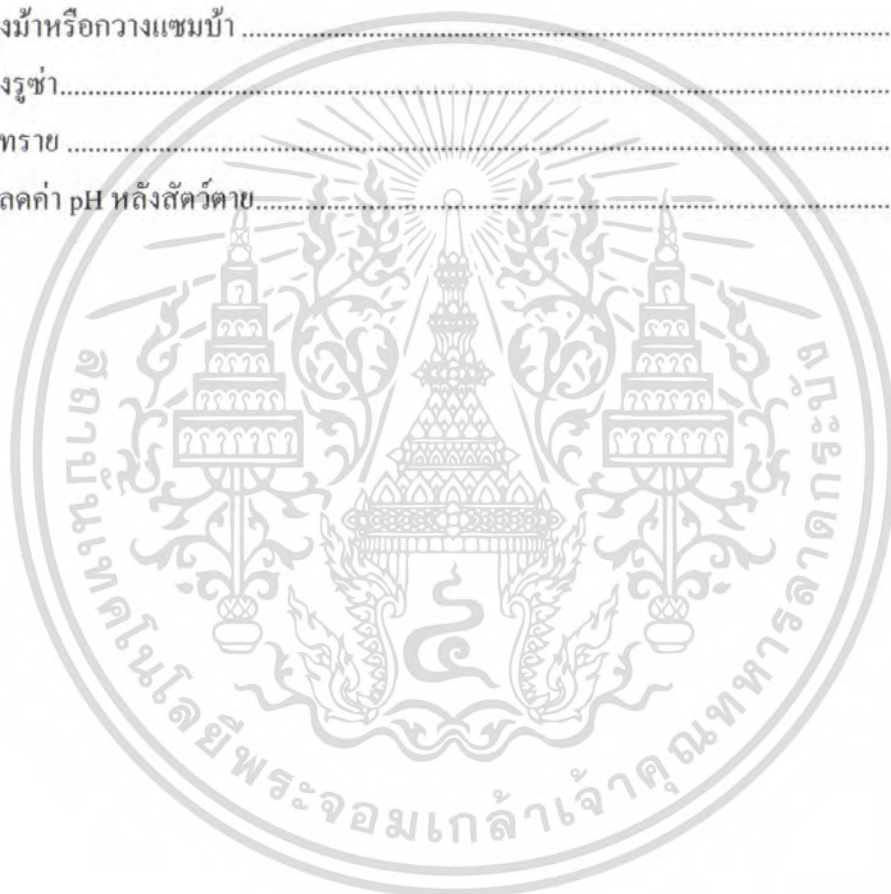 งม้าหรือกวางแซมบ้า
งรูซ่า
ทราย
ลดค่า pH หลังสัตว์ตาย
สถาบันเทคโนโลยีพระจอมเกล้าเจ้าคุณทหารลาดกระบัง